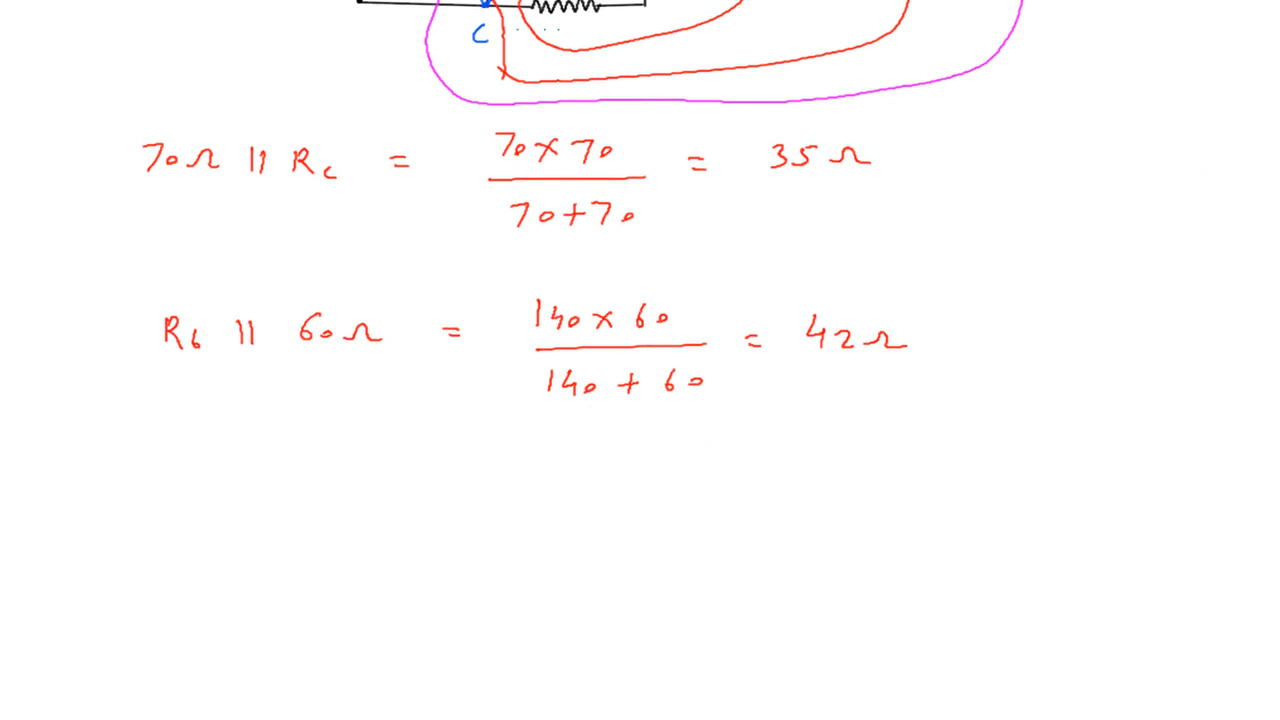 C
70Ω || Rc = 70 × 70 / 70 + 70 = 35Ω
Rb || 60Ω = 140 × 60 / 140 + 60 = 42Ω